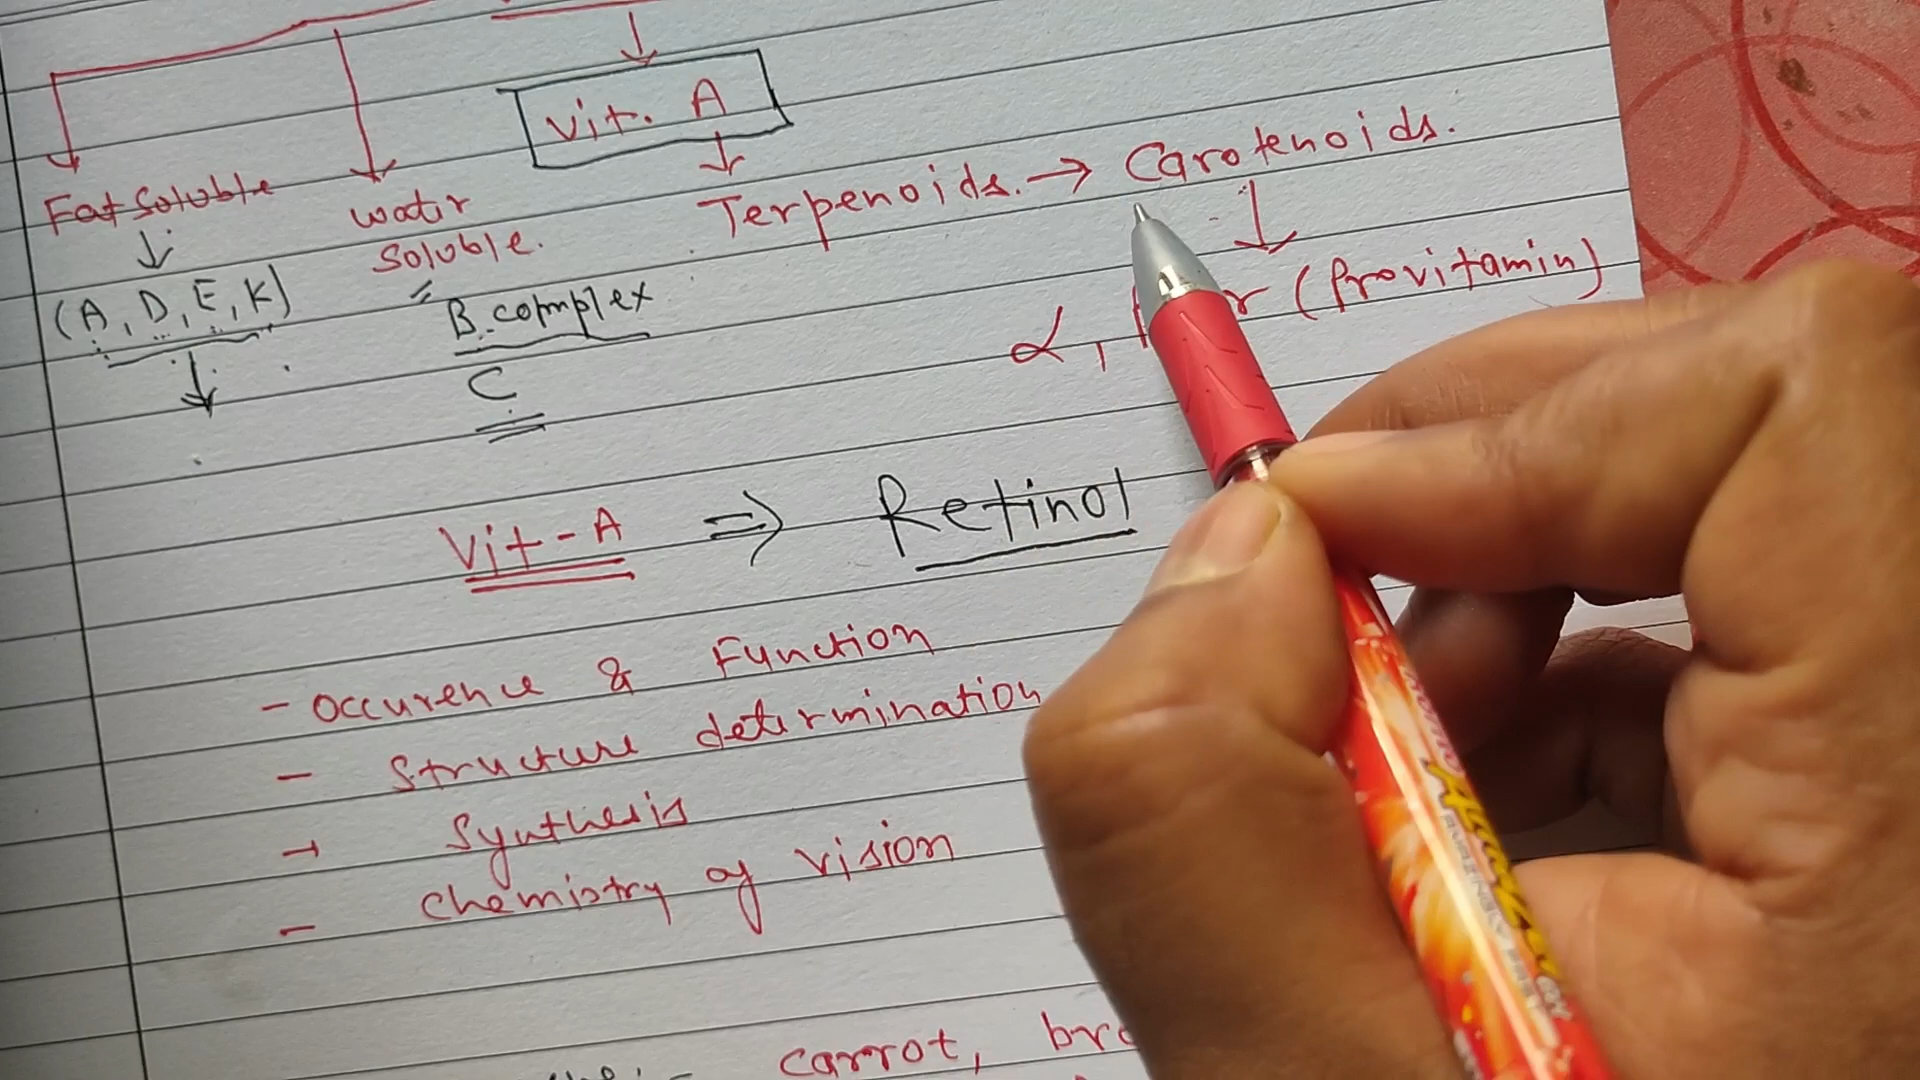 Vit. A
Terpenoids. → Carotenoids.
Fat soluble
water
soluble.
(A, D, E, K)
B. complex
C
α, r (Provitamin)
Vit-A ⇒ Retinol
- Occurence & Function
- Structure determination
→ Synthesis
- Chemistry of vision
carrot,